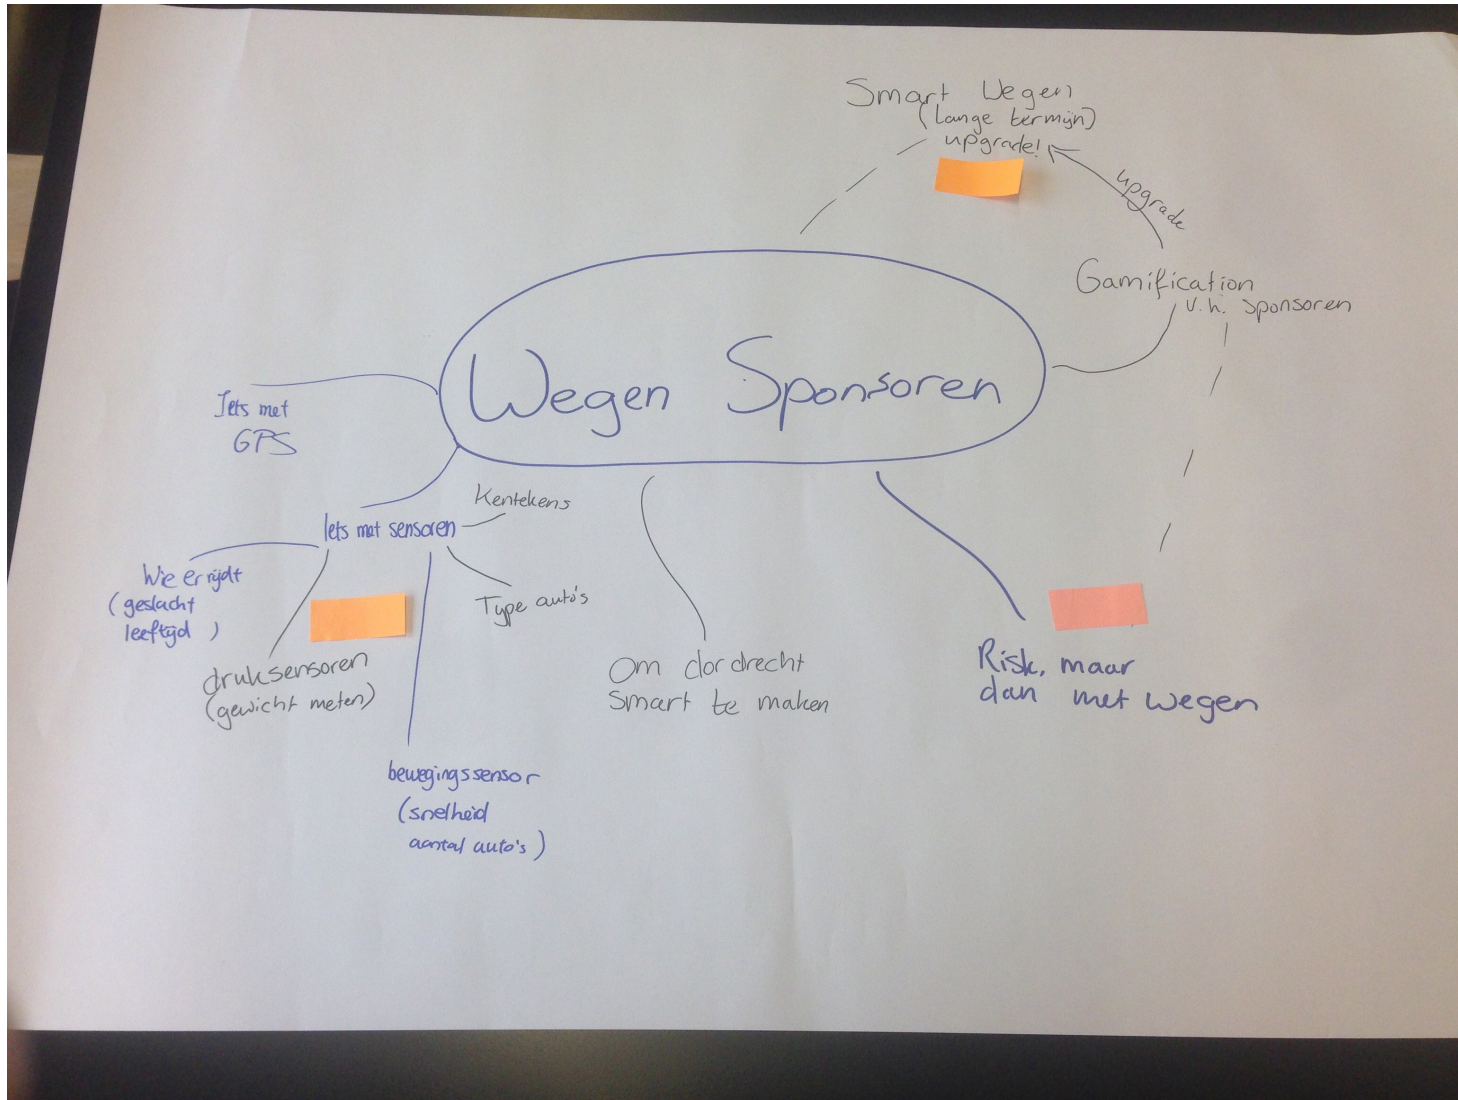 Smart Wegen
(lange termijn)
upgrade!
upgrade
Gamification
v.h. sponsoren
Wegen Sponsoren
Iets met
GPS
Iets met sensoren
Kentekens
Type auto's
Wie er rijdt
(geslacht
leeftijd )
druksensoren
(gewicht meten)
bewegingssensor
(snelheid
aantal auto's )
Om dordrecht
Smart te maken
Risk, maar
dan met wegen